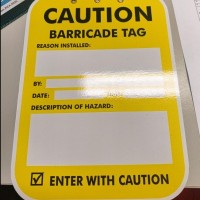 CAUTION
BARRICADE TAG
REASON INSTALLED:
BY:
DATE:
DESCRIPTION OF HAZARD:
☑ ENTER WITH CAUTION